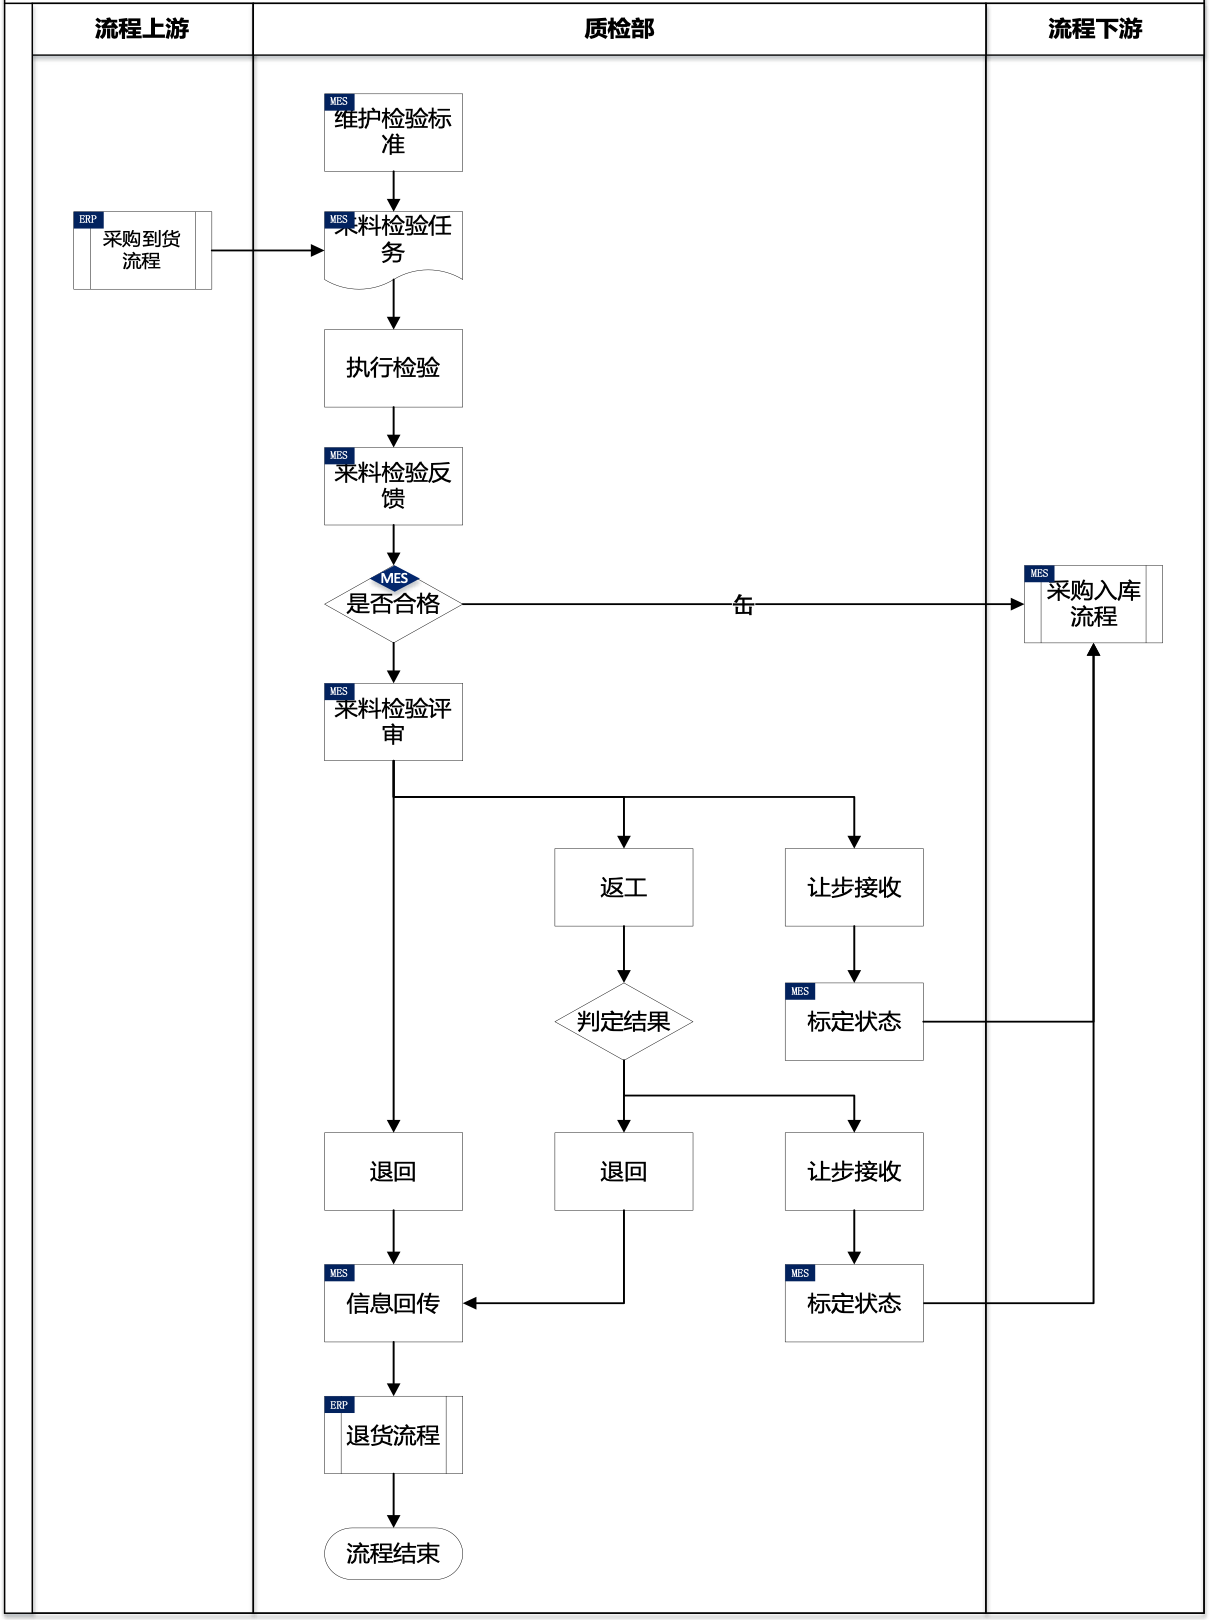 流程上游
质检部
流程下游
MES
维护检验标
准
ERP
采购到货
流程
MES
来料检验任
务
执行检验
MES
来料检验反
馈
MES
是否合格
MES
采购入库
流程
MES
来料检验评
审
返工
让步接收
判定结果
MES
标定状态
退回
退回
让步接收
MES
信息回传
MES
标定状态
ERP
退货流程
流程结束